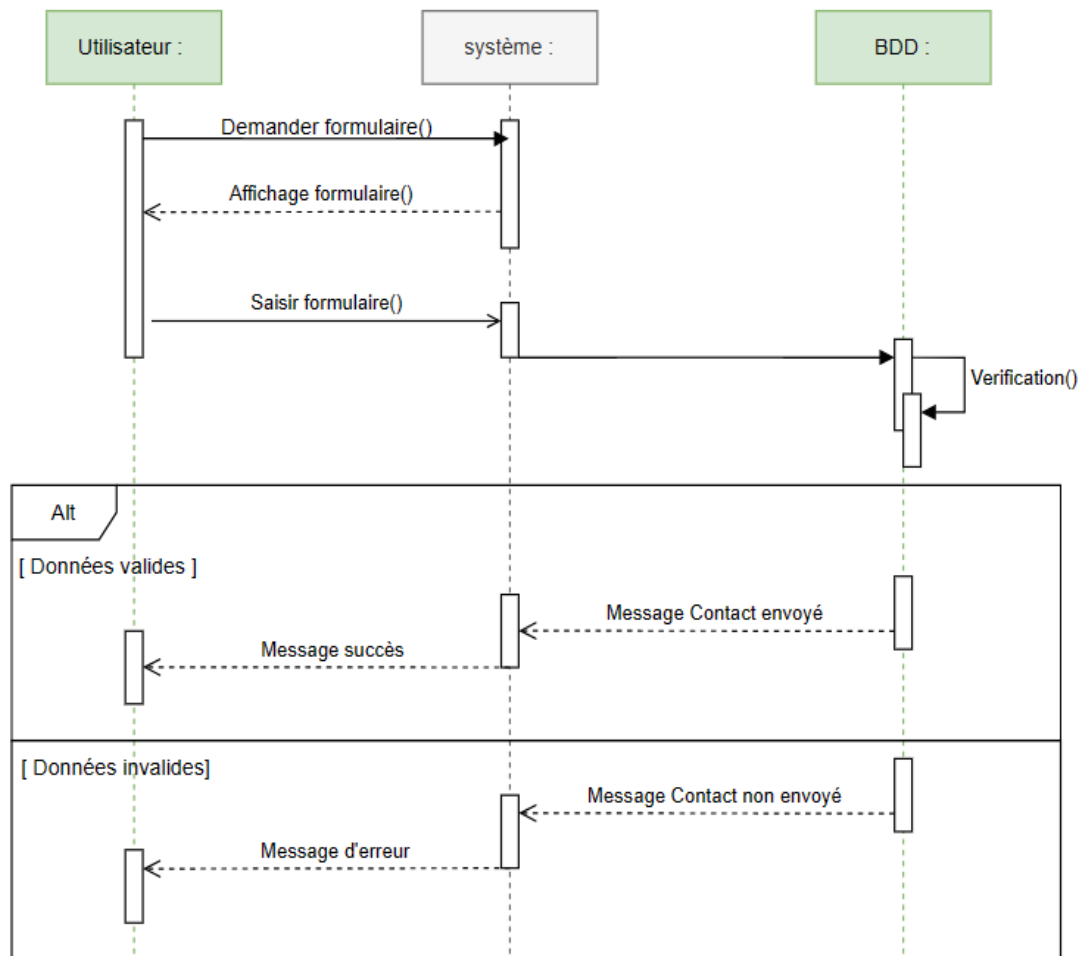 Utilisateur :
système :
BDD :
Demander formulaire()
Affichage formulaire()
Saisir formulaire()
Verification()
Alt
[ Données valides ]
Message Contact envoyé
Message succès
[ Données invalides]
Message Contact non envoyé
Message d'erreur